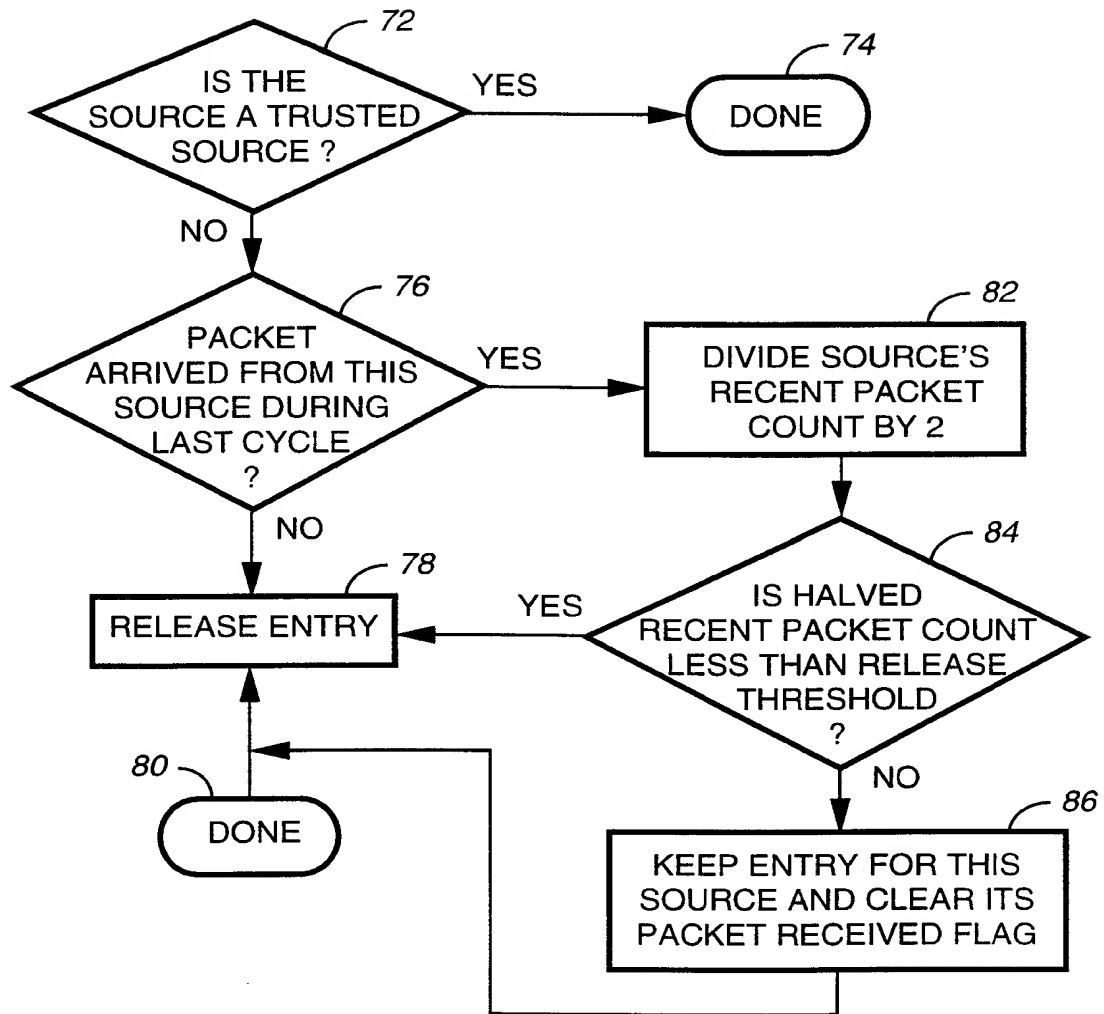 72
IS THE
SOURCE A TRUSTED
SOURCE ?
YES
74
DONE
NO
76
PACKET
ARRIVED FROM THIS
SOURCE DURING
LAST CYCLE
?
YES
82
DIVIDE SOURCE'S
RECENT PACKET
COUNT BY 2
NO
78
RELEASE ENTRY
YES
84
IS HALVED
RECENT PACKET COUNT
LESS THAN RELEASE
THRESHOLD
?
80
DONE
NO
86
KEEP ENTRY FOR THIS
SOURCE AND CLEAR ITS
PACKET RECEIVED FLAG